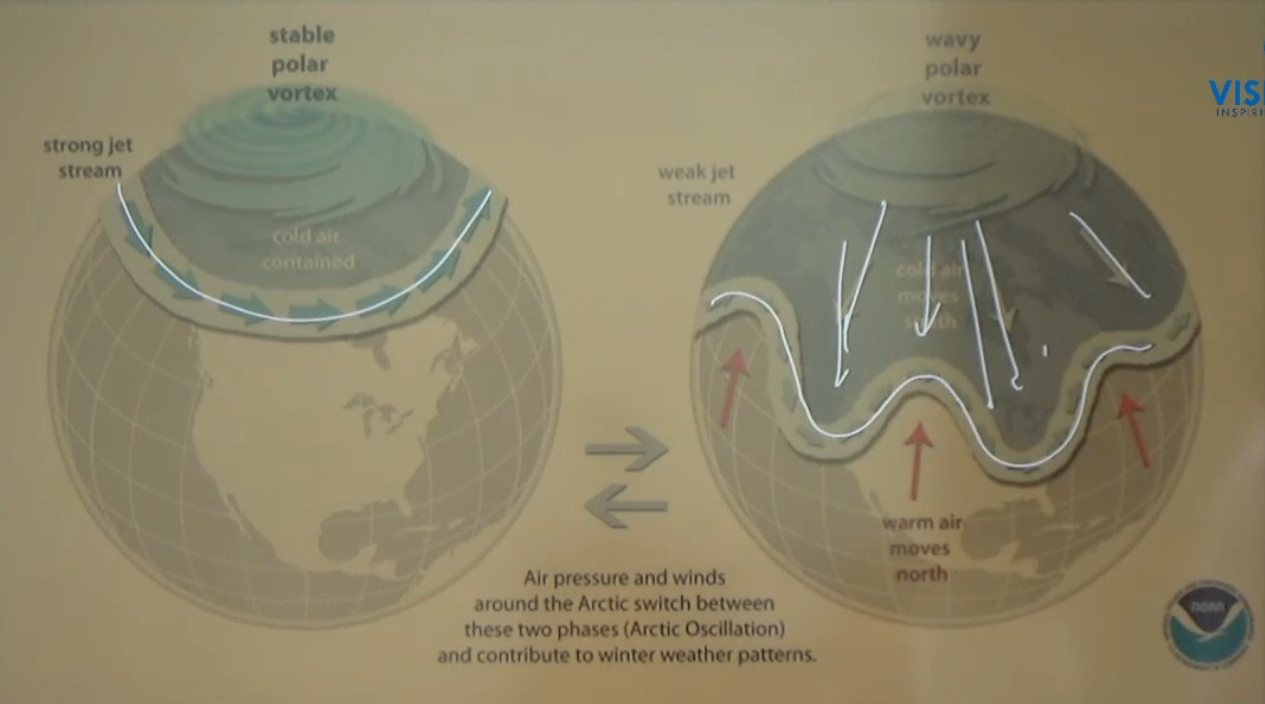 stable
polar
vortex
strong jet
stream
cold air
contained
wavy
polar
vortex
weak jet
stream
cold air
moves
south
warm air
moves
north
Air pressure and winds
around the Arctic switch between
these two phases (Arctic Oscillation)
and contribute to winter weather patterns.
NOAA